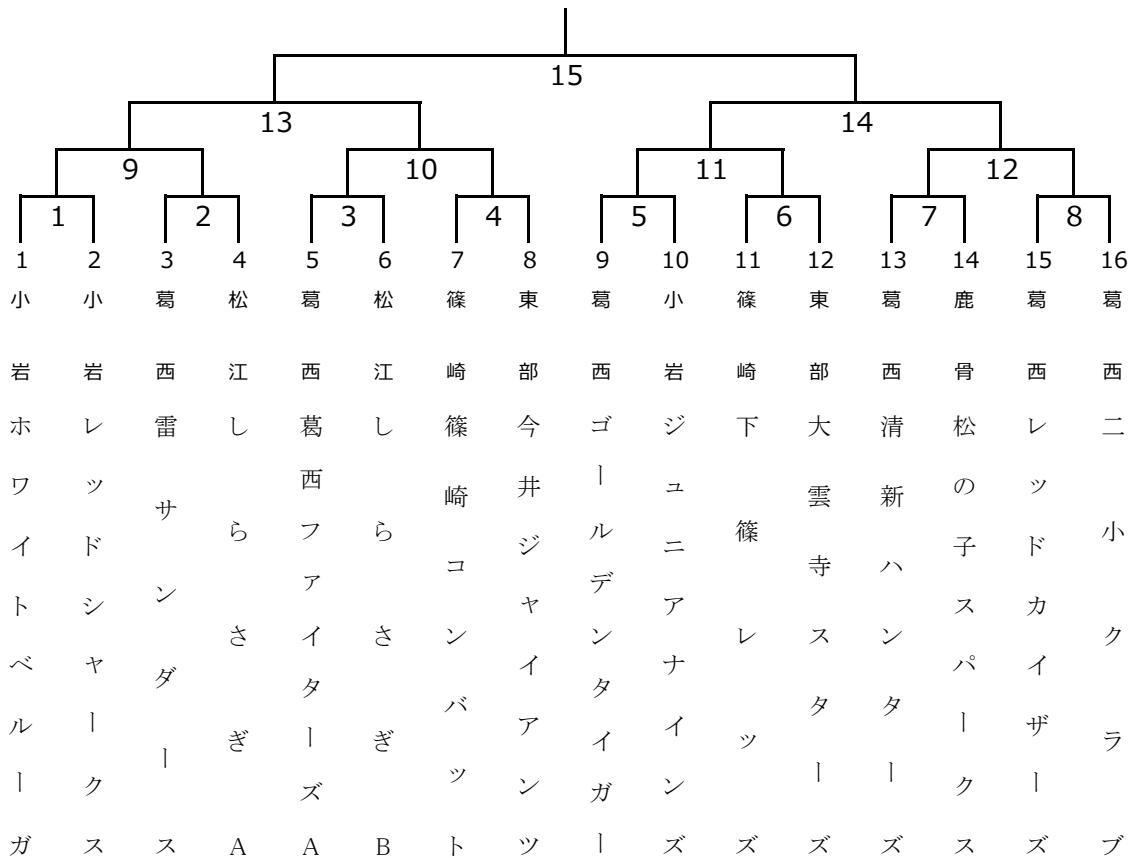 15
13
14
9
10
11
12
1
2
3
4
5
6
7
8
1 小岩 ホワイトベルーガ
2 小岩 レッドシャークス
3 葛西 雷サンダース
4 松江 しらさぎA
5 葛西 葛西ファイターズA
6 松江 しらさぎB
7 篠崎 篠崎コンバット
8 東部 今井ジャイアンツ
9 葛西 ゴールデンタイガー
10 小岩 ジュニアナインズ
11 篠崎 下篠レッズ
12 東部 大雲寺スターズ
13 葛西 清新ハンターズ
14 鹿骨 松の子スパークス
15 葛西 レッドカイザーズ
16 葛西 二小クラブ